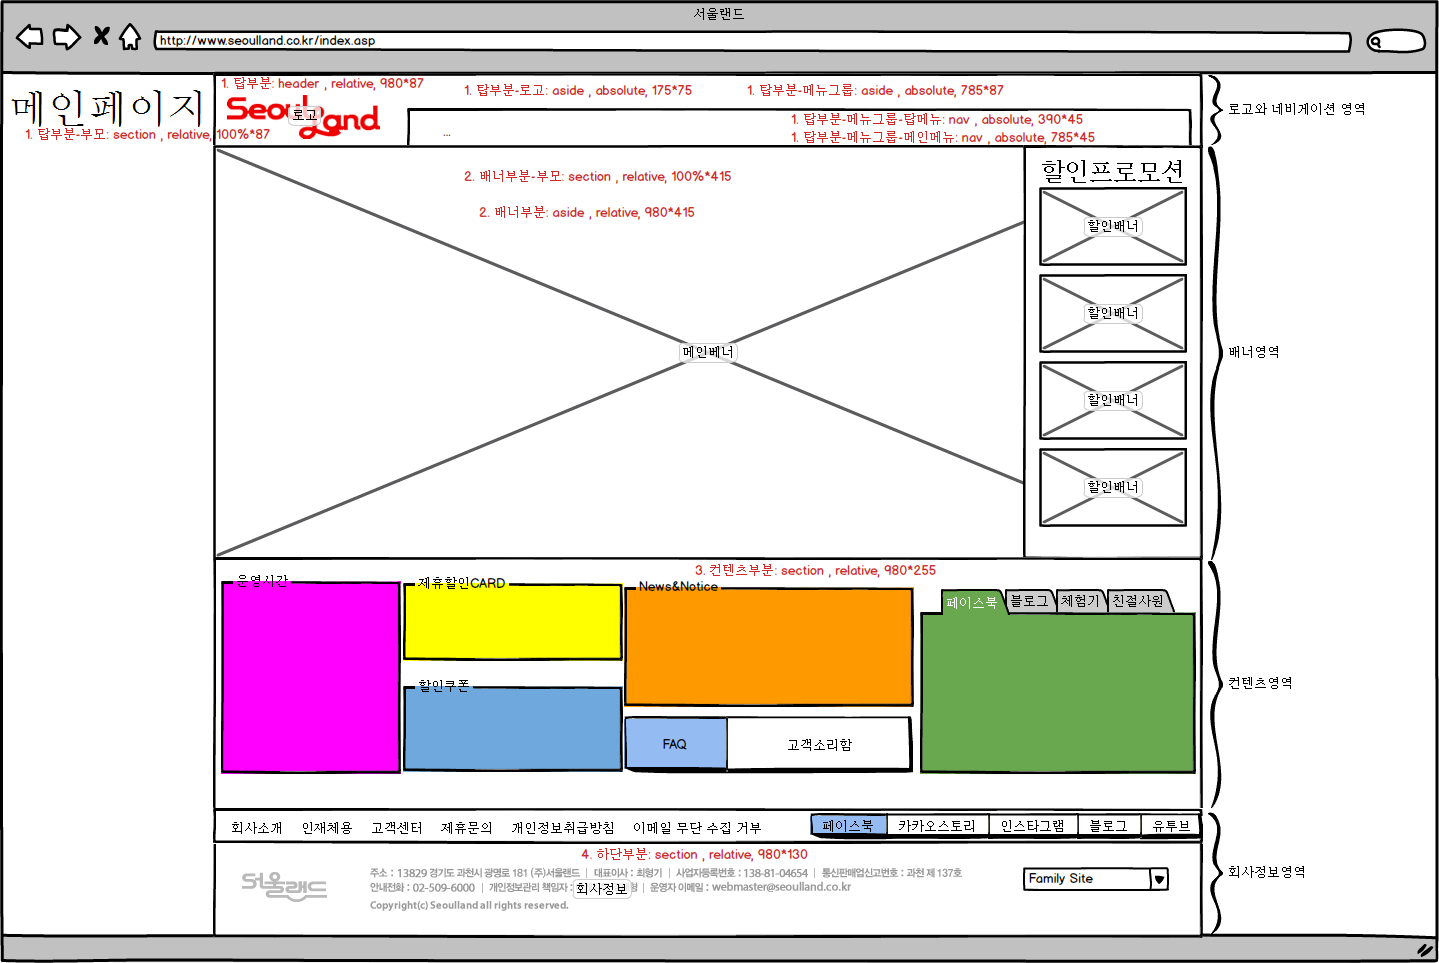 서울랜드
http://www.seoulland.co.kr/index.asp
메인페이지
1. 탑부분: header , relative, 980*87
1. 탑부분-로고: aside , absolute, 175*75
1. 탑부분-메뉴그룹: aside , absolute, 785*87
Seoul Land
로고
1. 탑부분-메뉴그룹-탑메뉴: nav , absolute, 390*45
...
1. 탑부분-메뉴그룹-메인메뉴: nav , absolute, 785*45
1. 탑부분-부모: section , relative, 100%*87
로고와 네비게이션 영역
2. 배너부분-부모: section , relative, 100%*415
2. 배너부분: aside , relative, 980*415
메인베너
할인프로모션
할인배너
할인배너
할인배너
할인배너
배너영역
3. 컨텐츠부분: section , relative, 980*255
운영시간
제휴할인CARD
할인쿠폰
News&Notice
FAQ
고객소리함
페이스북
블로그
체험기
친절사원
컨텐츠영역
회사소개
인재채용
고객센터
제휴문의
개인정보취급방침
이메일 무단 수집 거부
페이스북
카카오스토리
인스타그램
블로그
유투브
4. 하단부분: section , relative, 980*130
서울랜드
주소 : 13829 경기도 과천시 광명로 181 (주)서울랜드 | 대표이사 : 최형기 | 사업자등록번호 : 138-81-04654 | 통신판매업신고번호 : 과천 제 137호
안내전화 : 02-509-6000 | 개인정보관리 책임자 : 
회사정보
| 운영자 이메일 : webmaster@seoulland.co.kr
Copyright(c) Seoulland all rights reserved.
Family Site
회사정보영역